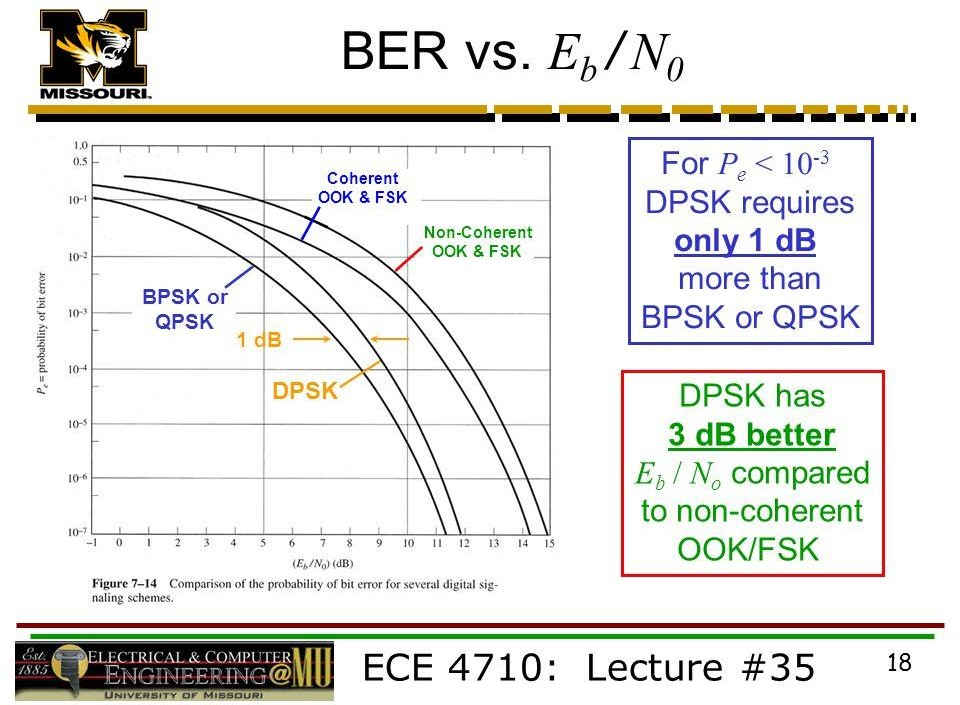 MISSOURI.
BER vs. Eb/N0
1.0
0.5
10-1
10-2
10-3
10-4
10-5
10-6
10-7
Pe = probability of bit error
Coherent
OOK & FSK
Non-Coherent
OOK & FSK
BPSK or
QPSK
1 dB
DPSK
−1 0 1 2 3 4 5 6 7 8 9 10 11 12 13 14 15
(Eb/N0) (dB)
Figure 7–14 Comparison of the probability of bit error for several digital sig-
naling schemes.
For Pe < 10-3
DPSK requires
only 1 dB
more than
BPSK or QPSK
DPSK has
3 dB better
Eb / No compared
to non-coherent
OOK/FSK
Est.
1885
ELECTRICAL & COMPUTER
ENGINEERING@MU
UNIVERSITY OF MISSOURI
ECE 4710: Lecture #35
18